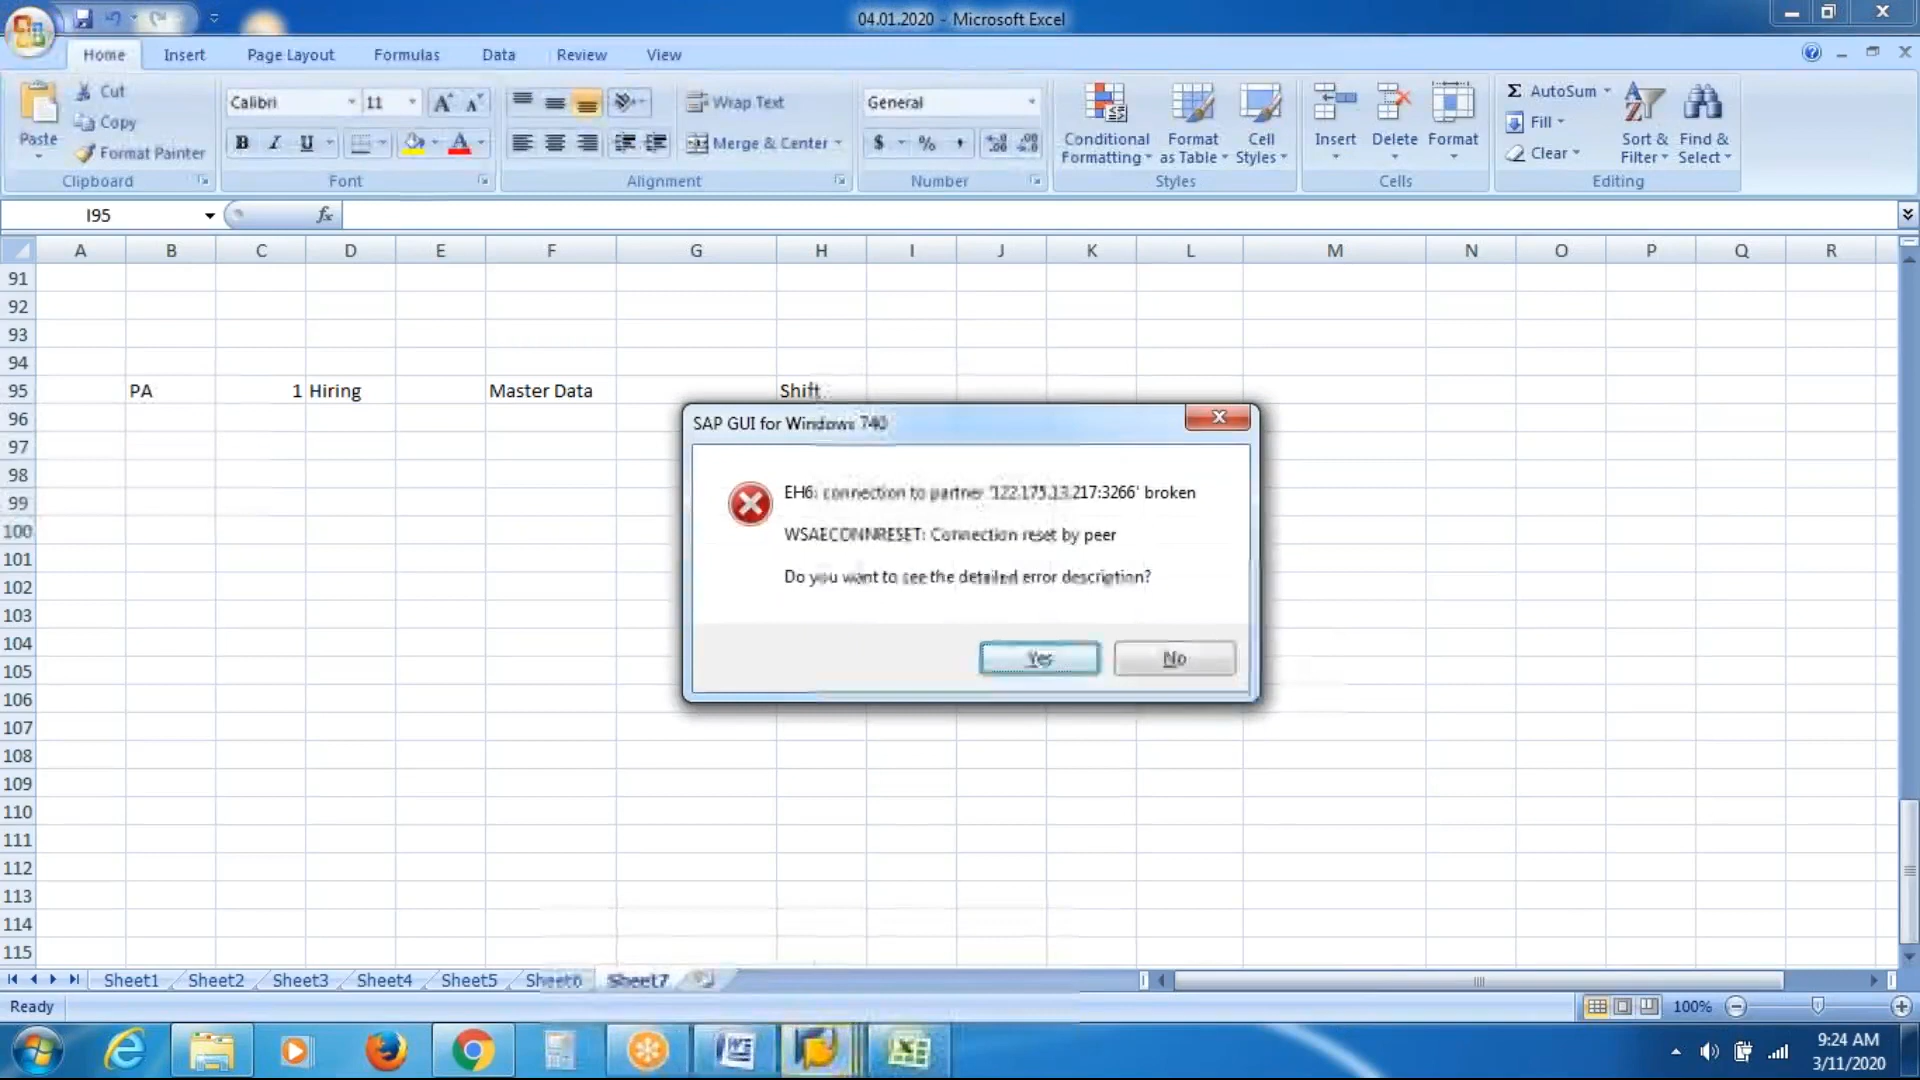 04.01.2020 - Microsoft Excel
Home Insert Page Layout Formulas Data Review View
Paste
Cut
Copy
Format Painter
Clipboard
Calibri 11
B I U
Font
Wrap Text
Merge & Center
Alignment
General
$ % ,
Number
Conditional Formatting
Format as Table
Cell Styles
Styles
Insert Delete Format
Cells
Σ AutoSum
Fill
Clear
Sort & Filter
Find & Select
Editing
I95 fx
A B C D E F G H I J K L M N O P Q R
91
92
93
94
95 PA 1 Hiring Master Data Shift
96
97
98
99
100
101
102
103
104
105
106
107
108
109
110
111
112
113
114
115
SAP GUI for Windows 740
EH6: connection to partner '122.175.13.217:3266' broken
WSAECONNRESET: Connection reset by peer
Do you want to see the detailed error description?
Yes No
Sheet1 Sheet2 Sheet3 Sheet4 Sheet5 Sheet6 Sheet7
Ready 100%
9:24 AM
3/11/2020